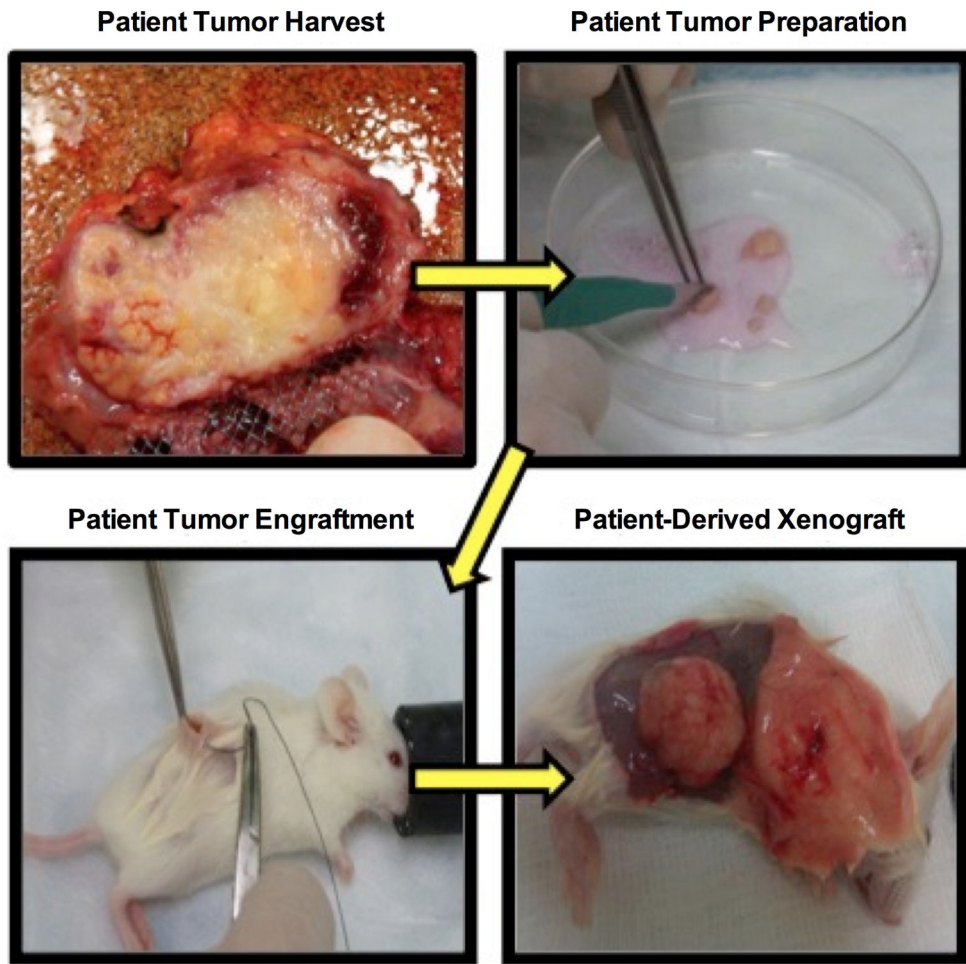 Patient Tumor Harvest
Patient Tumor Preparation
Patient Tumor Engraftment
Patient-Derived Xenograft